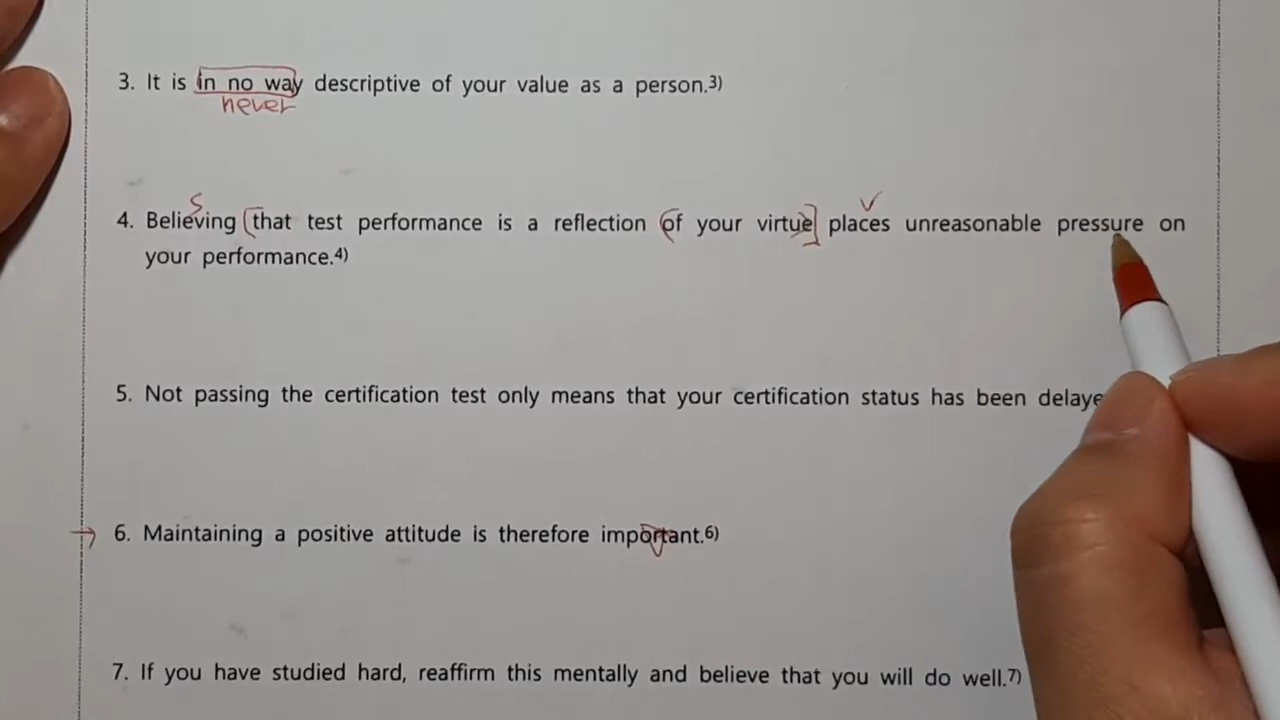 3. It is in no way descriptive of your value as a person.3)
never
S
V
4. Believing that test performance is a reflection of your virtue places unreasonable pressure on
your performance.4)
5. Not passing the certification test only means that your certification status has been
6. Maintaining a positive attitude is therefore important.6)
7. If you have studied hard, reaffirm this mentally and believe that you will do well.7)